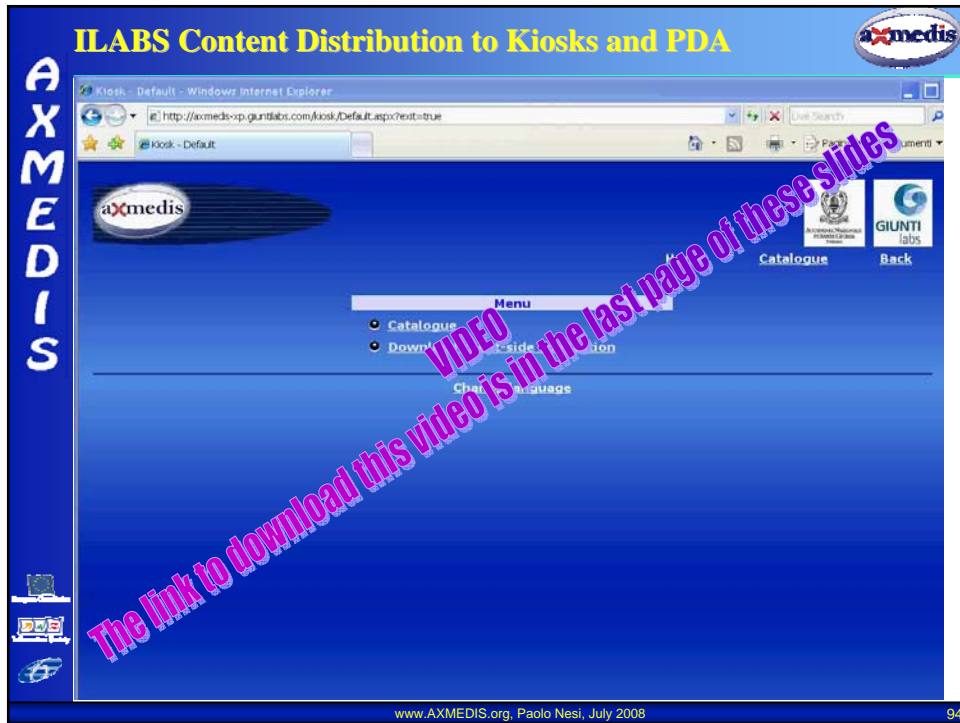 ILABS Content Distribution to Kiosks and PDA
axmedis
AXMEDIS
Kiosk - Default - Windows Internet Explorer
http://axmedis-xp.giuntilabs.com/kiosk/Default.aspx?exit=true
Live Search
Kiosk - Default
axmedis
GIUNTI
labs
Catalogue Back
Menu
Catalogue
VIDEO
The link to download this video is in the last page of these slides
www.AXMEDIS.org, Paolo Nesi, July 2008
94